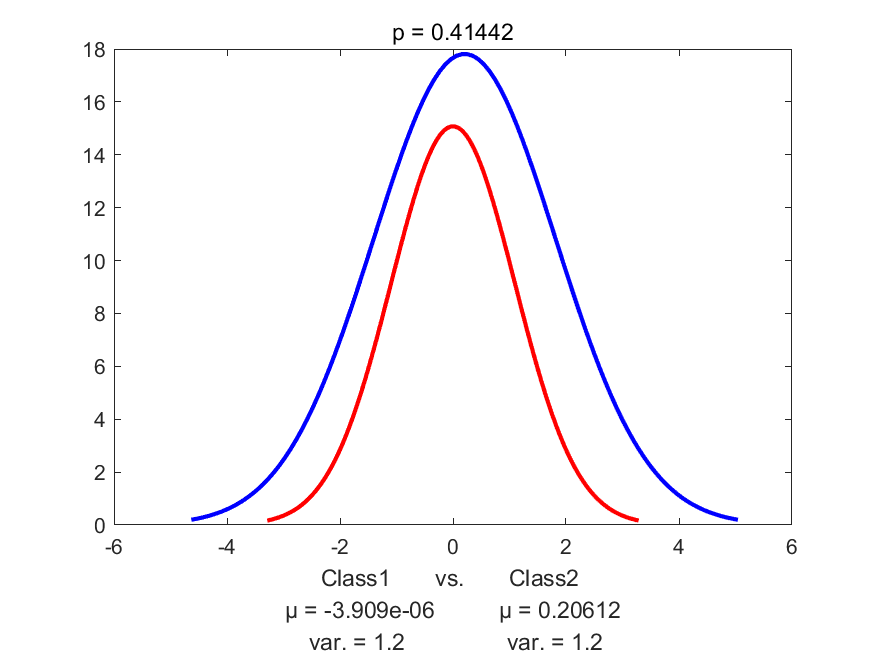 p = 0.41442
18
16
14
12
10
8
6
4
2
0
-6 -4 -2 0 2 4 6
Class1 vs. Class2
μ = -3.909e-06 μ = 0.20612
var. = 1.2 var. = 1.2